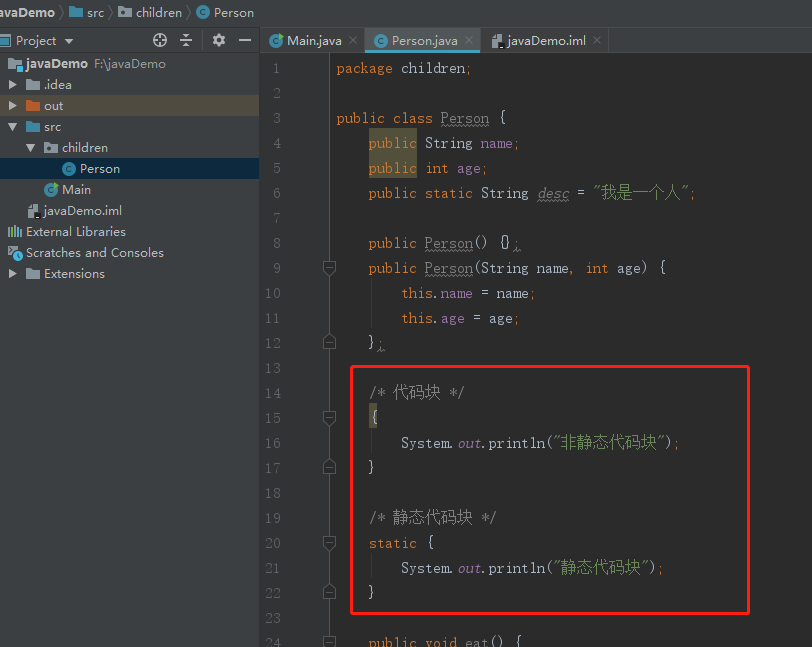 avaDemo src children Person
Project
Main.java Person.java javaDemo.iml
javaDemo F:\javaDemo
.idea
out
src
children
Person
Main
javaDemo.iml
External Libraries
Scratches and Consoles
Extensions
1 package children;
2
3 public class Person {
4 public String name;
5 public int age;
6 public static String desc = "我是一个人";
7
8 public Person() {};
9 public Person(String name, int age) {
10 this.name = name;
11 this.age = age;
12 };
13
14 /* 代码块 */
15 {
16 System.out.println("非静态代码块");
17 }
18
19 /* 静态代码块 */
20 static {
21 System.out.println("静态代码块");
22 }
23
24 public void eat() {